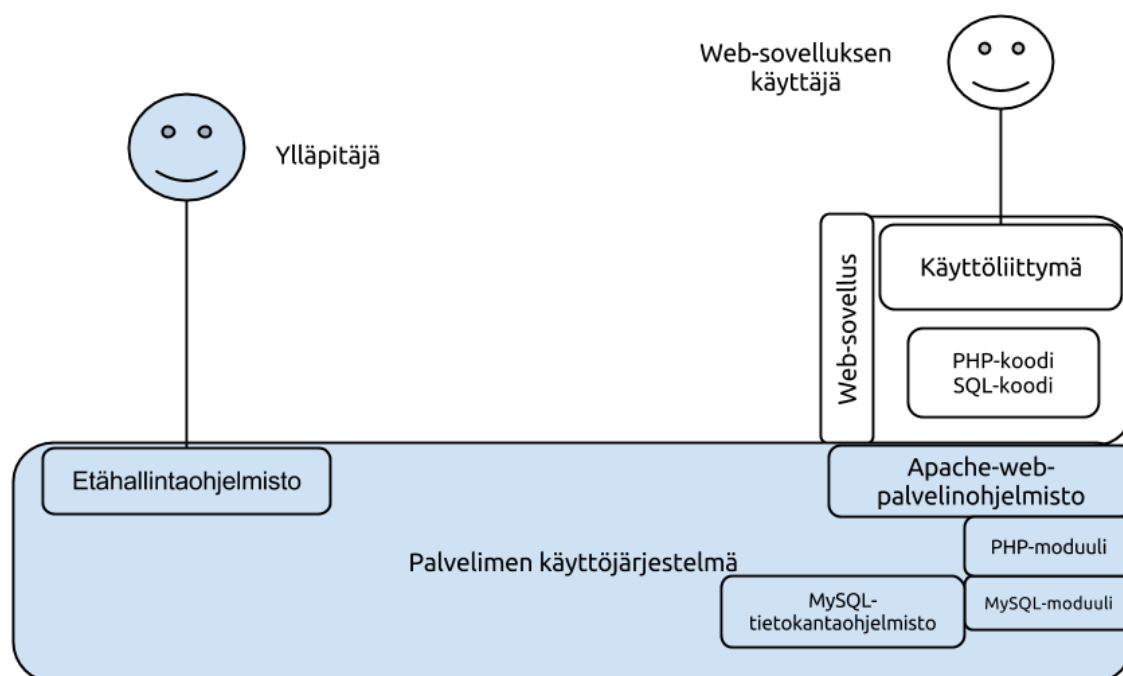 Web-sovelluksen
käyttäjä
Ylläpitäjä
Web-sovellus
Käyttöliittymä
PHP-koodi
SQL-koodi
Etähallintaohjelmisto
Apache-web-
palvelinohjelmisto
Palvelimen käyttöjärjestelmä
PHP-moduuli
MySQL-
tietokantaohjelmisto
MySQL-moduuli